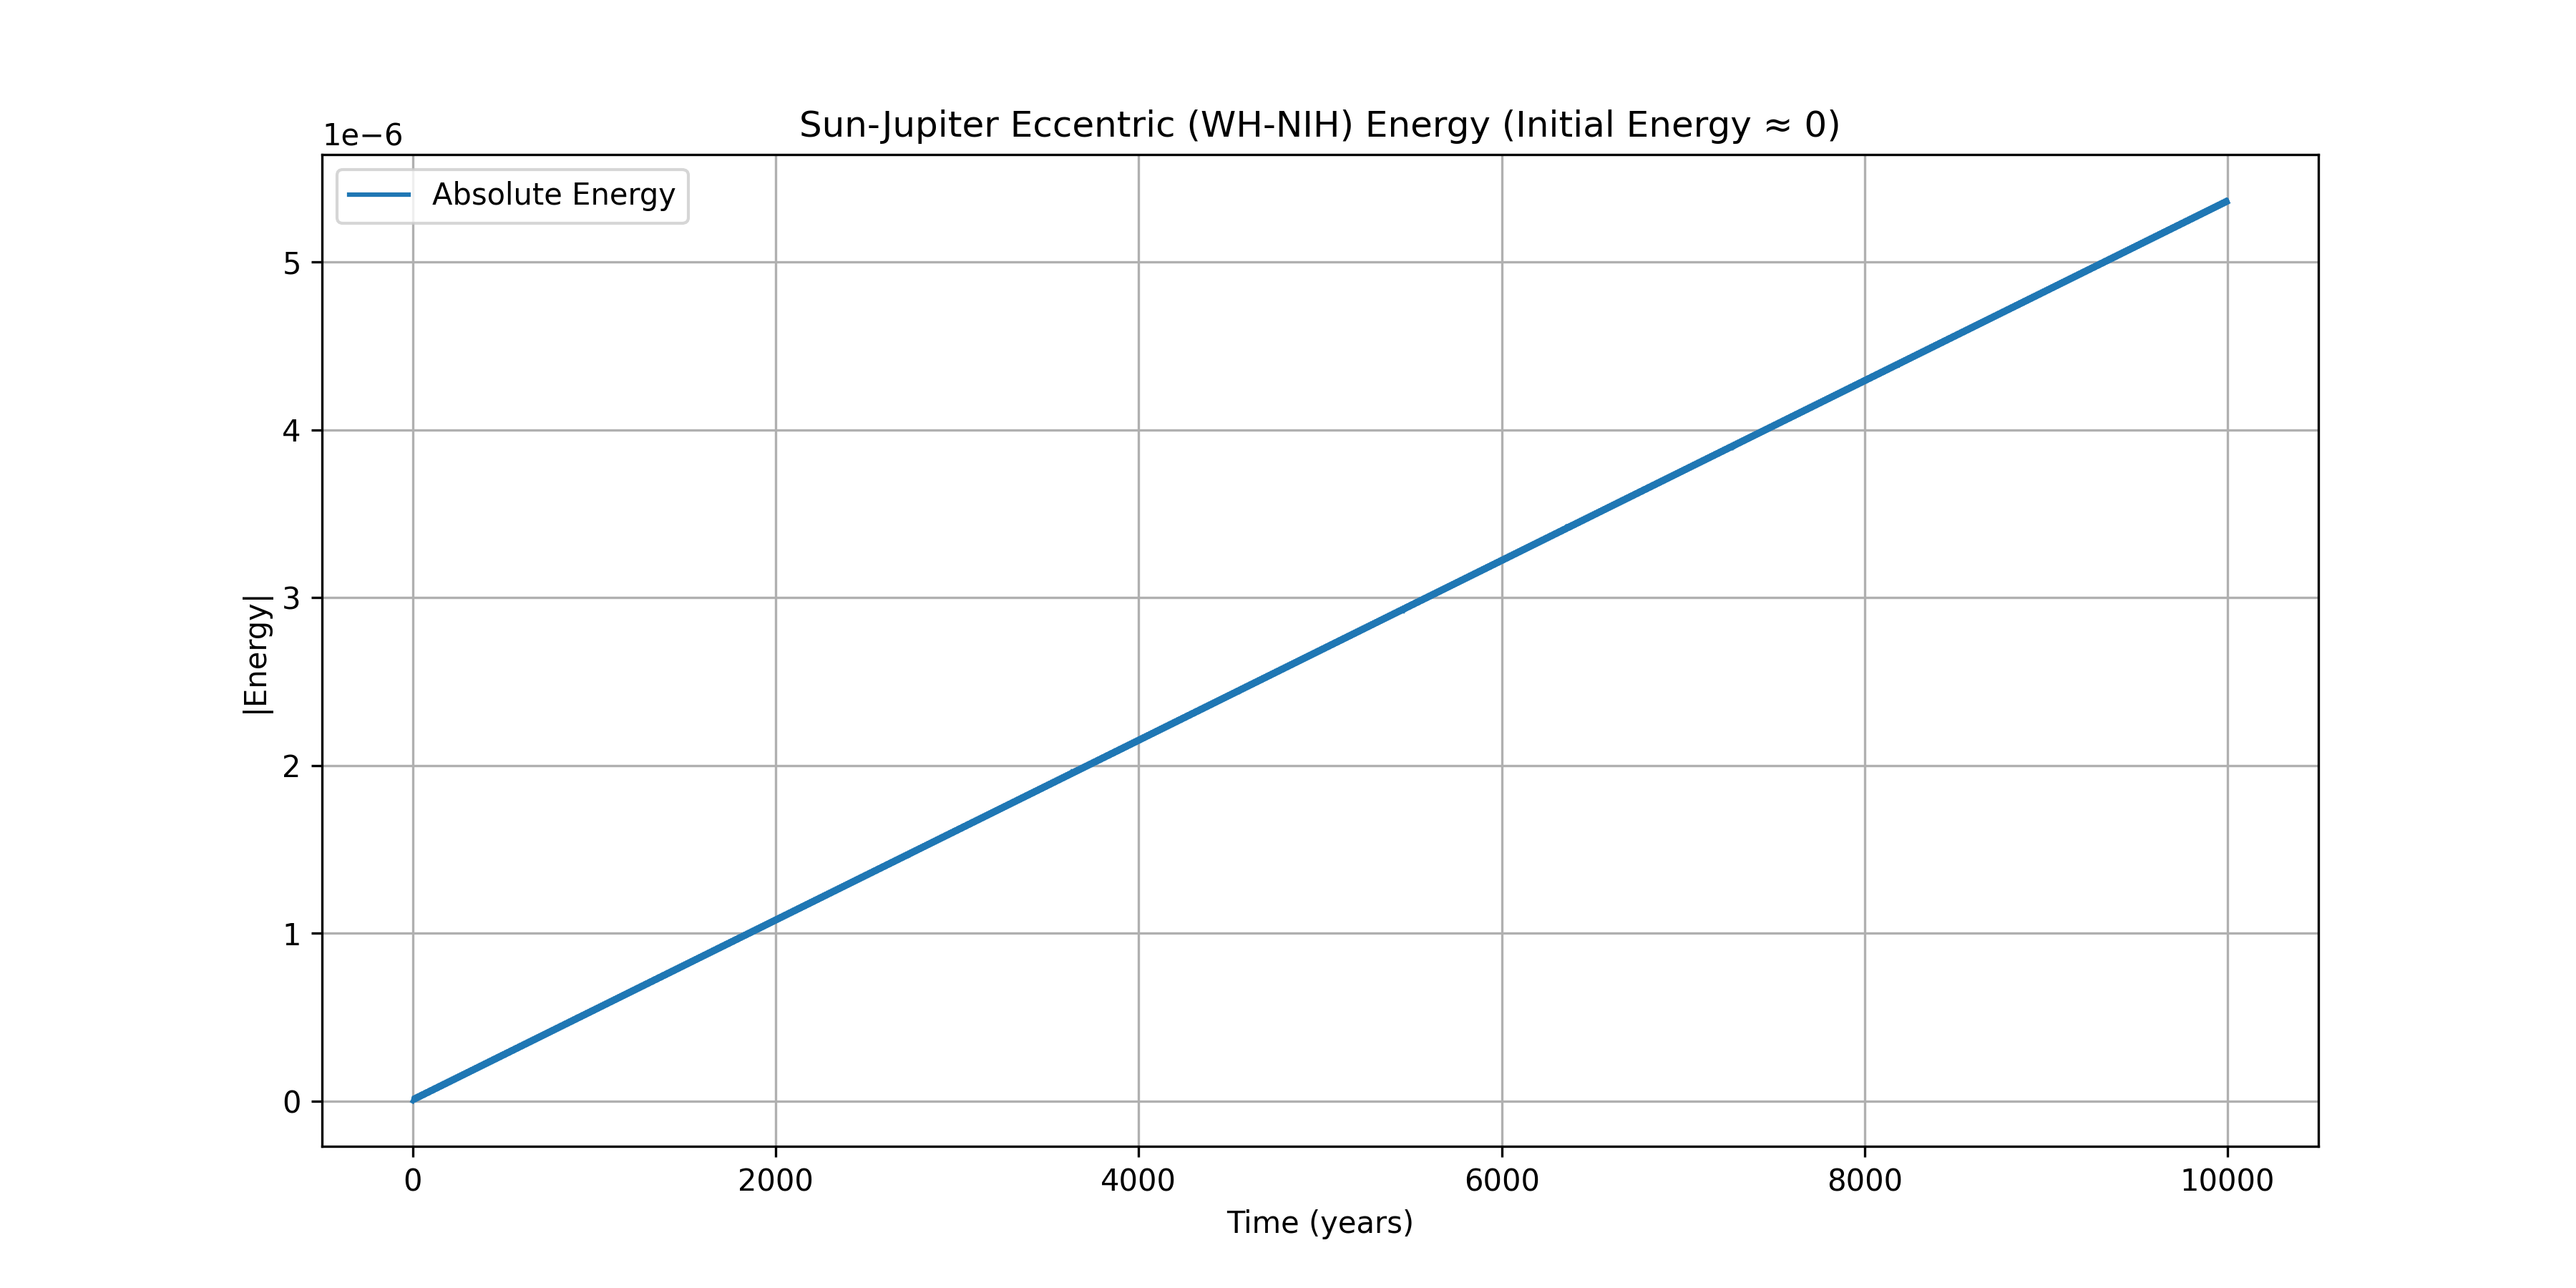 Sun-Jupiter Eccentric (WH-NIH) Energy (Initial Energy ≈ 0)
1e−6
Absolute Energy
5
4
3
2
1
0
|Energy|
0 2000 4000 6000 8000 10000
Time (years)